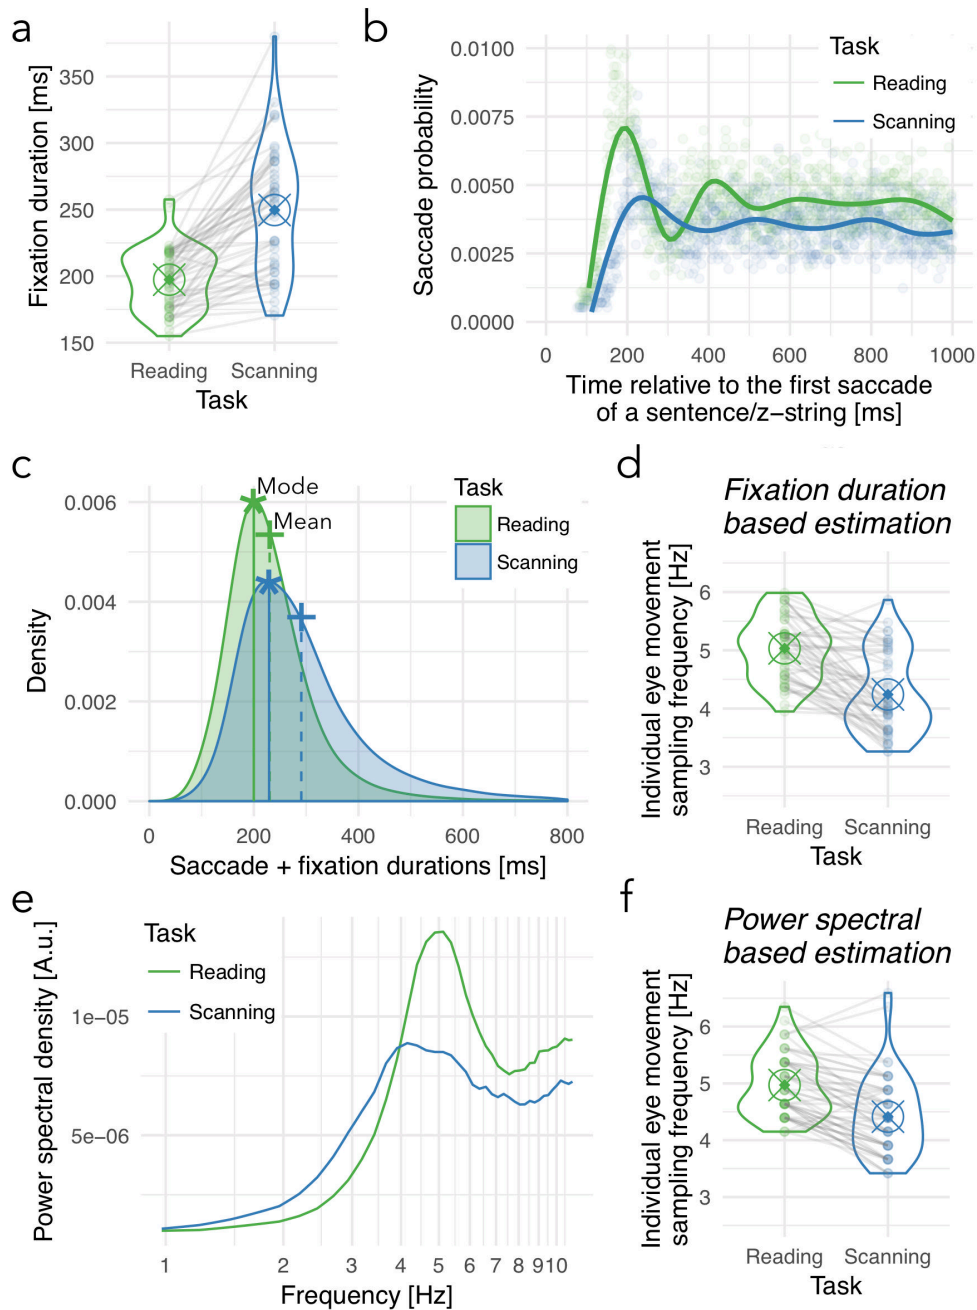 a
Fixation duration [ms]
350
300
250
200
150
Reading Scanning
Task
b
Saccade probability
0.0100
0.0075
0.0050
0.0025
0.0000
Task
Reading
Scanning
0 200 400 600 800 1000
Time relative to the first saccade
of a sentence/z−string [ms]
c
Density
0.006
0.004
0.002
0.000
Mode
Mean
Task
Reading
Scanning
0 200 400 600 800
Saccade + fixation durations [ms]
d
Fixation duration
based estimation
Individual eye movement
sampling frequency [Hz]
6
5
4
3
Reading Scanning
Task
e
Power spectral density [A.u.]
Task
Reading
Scanning
1e−05
5e−06
1 2 3 4 5 6 7 8 9 10
Frequency [Hz]
f
Power spectral
based estimation
Individual eye movement
sampling frequency [Hz]
6
5
4
3
Reading Scanning
Task